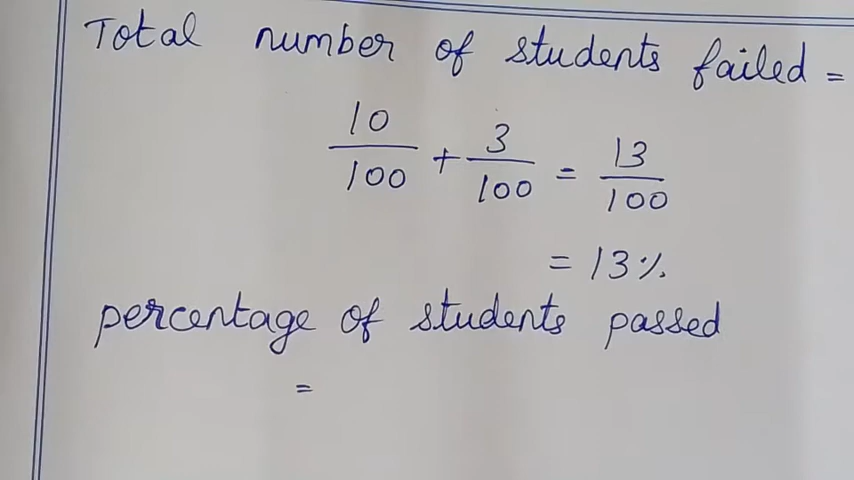 Total number of students failed =
10/100 + 3/100 = 13/100
= 13%
percentage of students passed
=